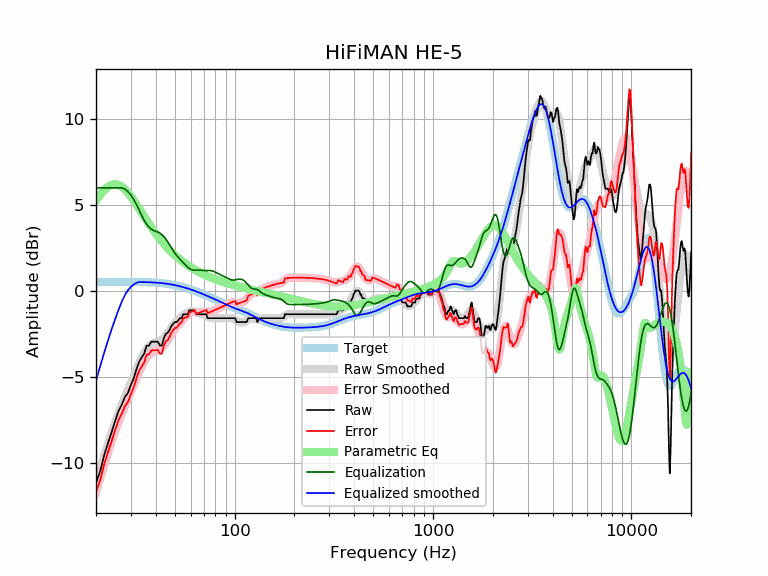 HiFiMAN HE-5
Amplitude (dBr)
10
5
0
−5
−10
Target
Raw Smoothed
Error Smoothed
Raw
Error
Parametric Eq
Equalization
Equalized smoothed
100 1000 10000
Frequency (Hz)